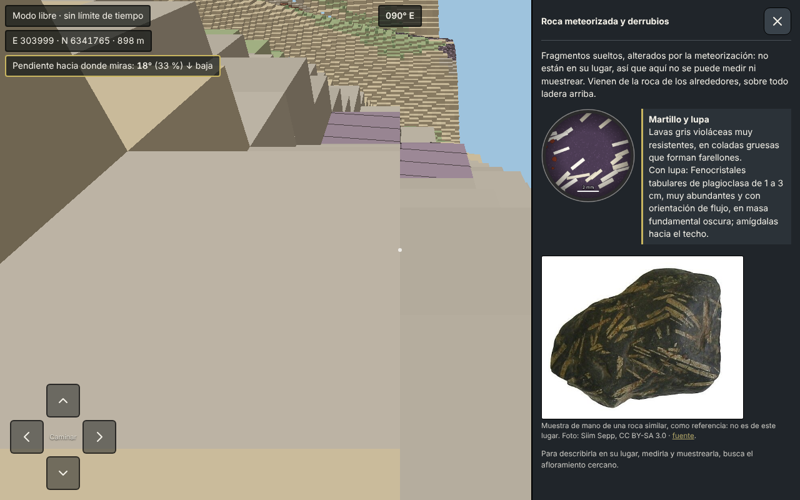 Modo libre · sin límite de tiempo
E 303999 · N 6341765 · 898 m
Pendiente hacia donde miras: 18° (33 %) ↓ baja
090° E
Caminar
Roca meteorizada y derrubios
Fragmentos sueltos, alterados por la meteorización: no
están en su lugar, así que aquí no se puede medir ni
muestrear. Vienen de la roca de los alrededores, sobre todo
ladera arriba.
Martillo y lupa
Lavas gris violáceas muy
resistentes, en coladas gruesas
que forman farellones.
Con lupa: Fenocristales
tabulares de plagioclasa de 1 a 3
cm, muy abundantes y con
orientación de flujo, en masa
fundamental oscura; amígdalas
hacia el techo.
Muestra de mano de una roca similar, como referencia: no es de este
lugar. Foto: Siim Sepp, CC BY-SA 3.0 · fuente.
Para describirla en su lugar, medirla y muestrearla, busca el
afloramiento cercano.